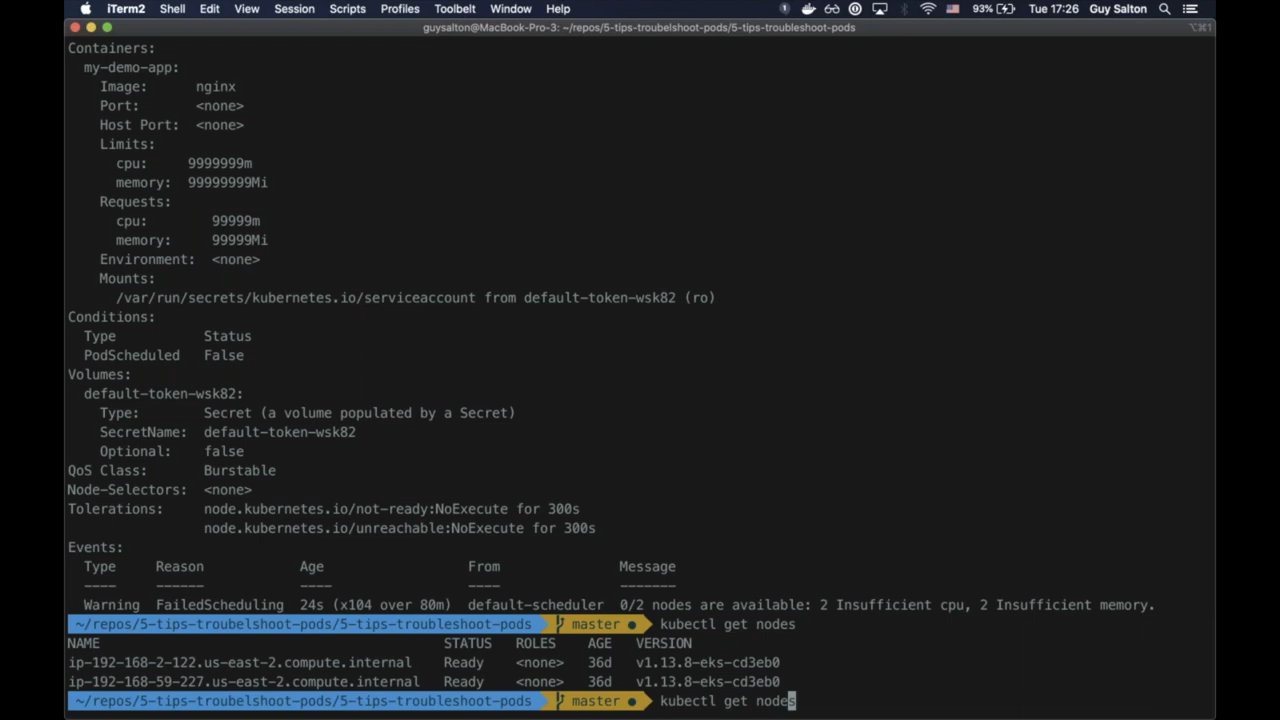 iTerm2 Shell Edit View Session Scripts Profiles Toolbelt Window Help 93% Tue 17:26 Guy Salton
guysalton@MacBook-Pro-3: ~/repos/5-tips-troubelshoot-pods/5-tips-troubleshoot-pods ⌥⌘1
Containers:
my-demo-app:
Image: nginx
Port: <none>
Host Port: <none>
Limits:
cpu: 9999999m
memory: 99999999Mi
Requests:
cpu: 99999m
memory: 99999Mi
Environment: <none>
Mounts:
/var/run/secrets/kubernetes.io/serviceaccount from default-token-wsk82 (ro)
Conditions:
Type Status
PodScheduled False
Volumes:
default-token-wsk82:
Type: Secret (a volume populated by a Secret)
SecretName: default-token-wsk82
Optional: false
QoS Class: Burstable
Node-Selectors: <none>
Tolerations: node.kubernetes.io/not-ready:NoExecute for 300s
node.kubernetes.io/unreachable:NoExecute for 300s
Events:
Type Reason Age From Message
---- ------ ---- ---- -------
Warning FailedScheduling 24s (x104 over 80m) default-scheduler 0/2 nodes are available: 2 Insufficient cpu, 2 Insufficient memory.
~/repos/5-tips-troubelshoot-pods/5-tips-troubleshoot-pods master ● kubectl get nodes
NAME STATUS ROLES AGE VERSION
ip-192-168-2-122.us-east-2.compute.internal Ready <none> 36d v1.13.8-eks-cd3eb0
ip-192-168-59-227.us-east-2.compute.internal Ready <none> 36d v1.13.8-eks-cd3eb0
~/repos/5-tips-troubelshoot-pods/5-tips-troubleshoot-pods master ● kubectl get nodes